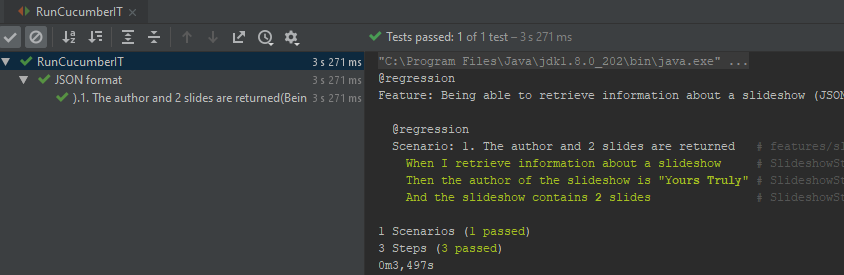 RunCucumberIT
Tests passed: 1 of 1 test – 3 s 271 ms
RunCucumberIT 3 s 271 ms
JSON format 3 s 271 ms
).1. The author and 2 slides are returned(Bein 3 s 271 ms
"C:\Program Files\Java\jdk1.8.0_202\bin\java.exe" ...
@regression
Feature: Being able to retrieve information about a slideshow (JSON
@regression
Scenario: 1. The author and 2 slides are returned # features/sl
When I retrieve information about a slideshow # SlideshowSt
Then the author of the slideshow is "Yours Truly" # SlideshowSt
And the slideshow contains 2 slides # SlideshowSt
1 Scenarios (1 passed)
3 Steps (3 passed)
0m3,497s